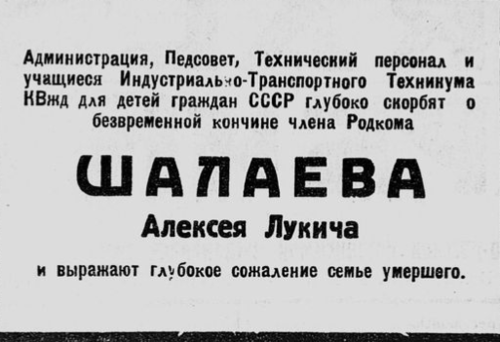 Администрация, Педсовет, Технический персонал и
учащиеся Индустриально-Транспортного Техникума
КВжд для детей граждан СССР глубоко скорбят о
безвременной кончине члена Родкома
ШАЛАЕВА
Алексея Лукича
и выражают глубокое сожаление семье умершего.